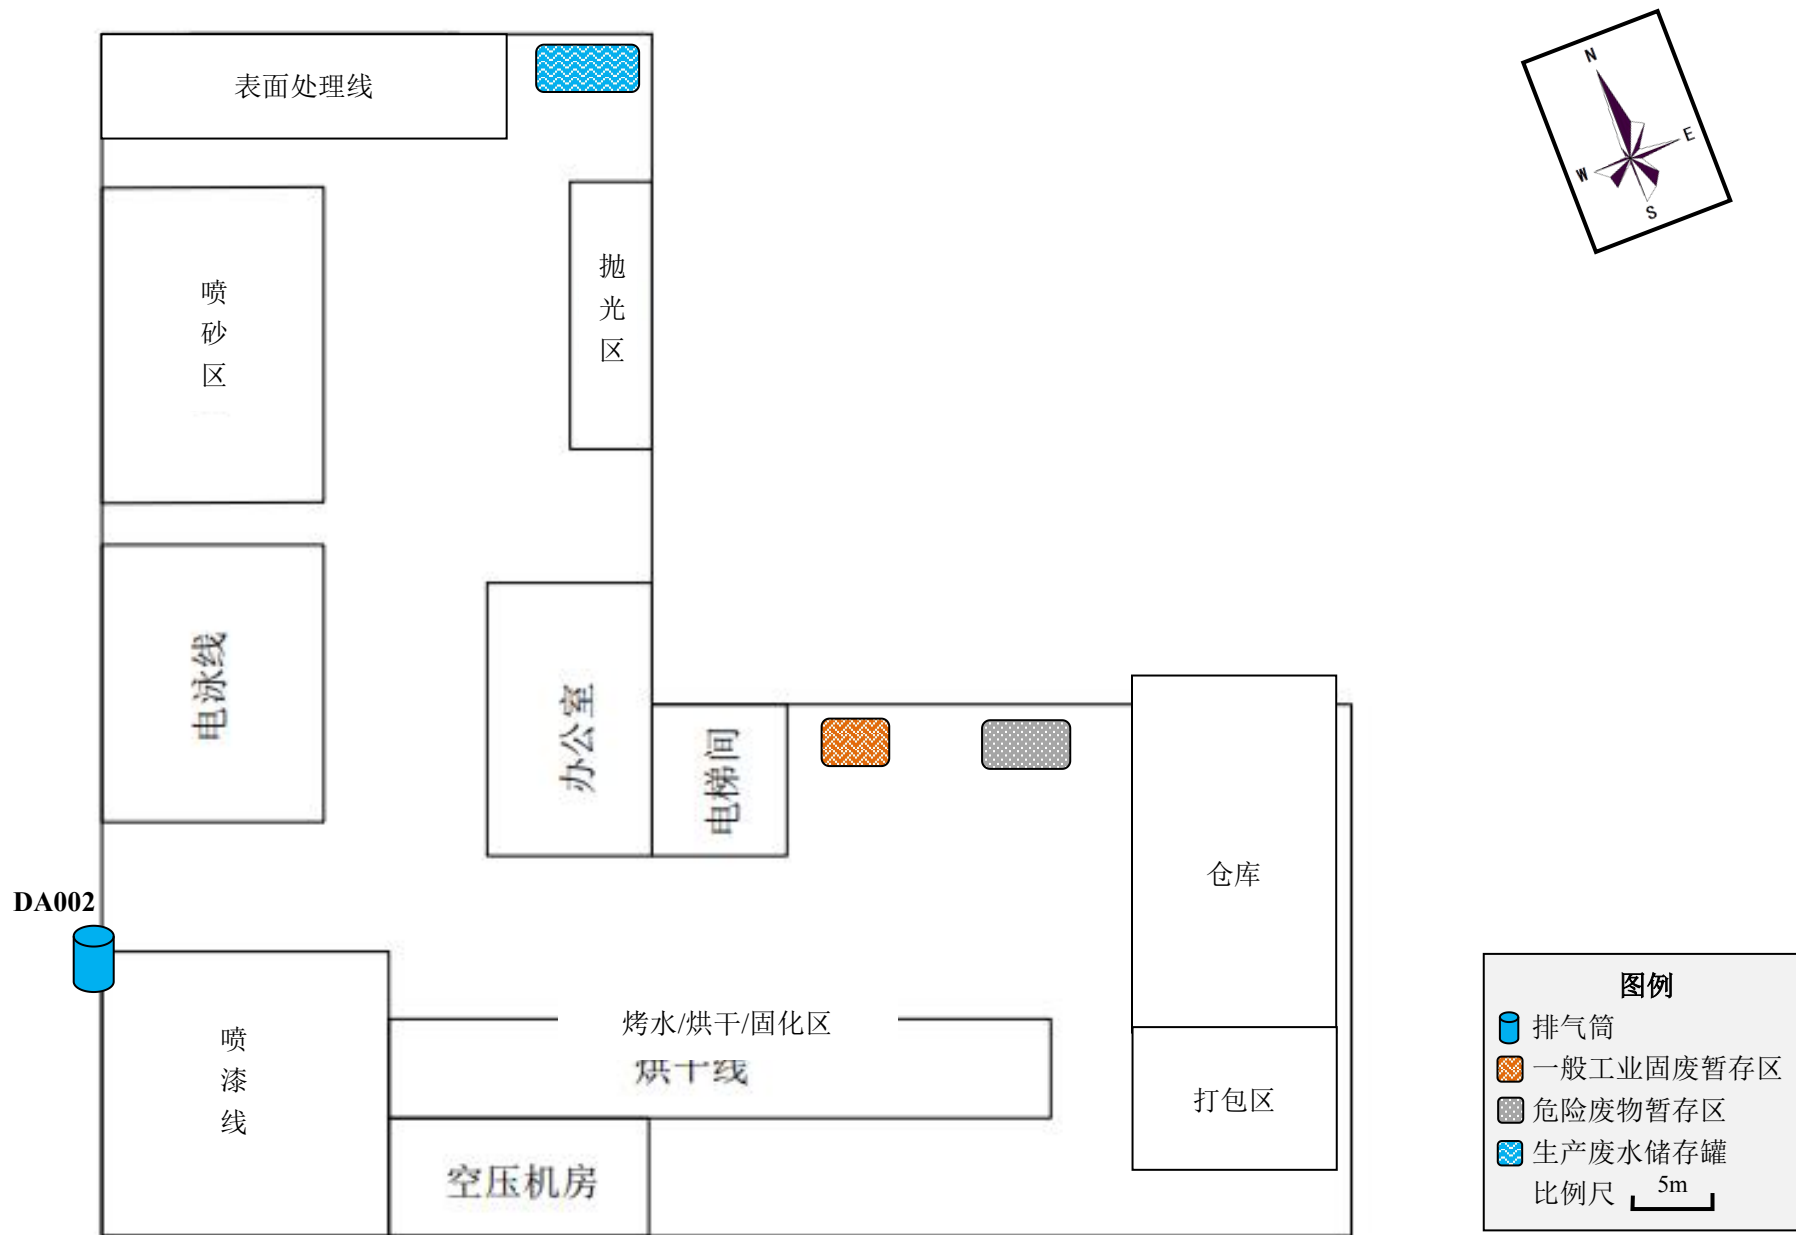 表面处理线
N
E
W
S
喷
砂
区
抛
光
区
电泳线
办公室
电梯间
仓库
DA002
喷
漆
线
烤水/烘干/固化区
烘干线
打包区
空压机房
图例
排气筒
一般工业固废暂存区
危险废物暂存区
生产废水储存罐
比例尺 5m